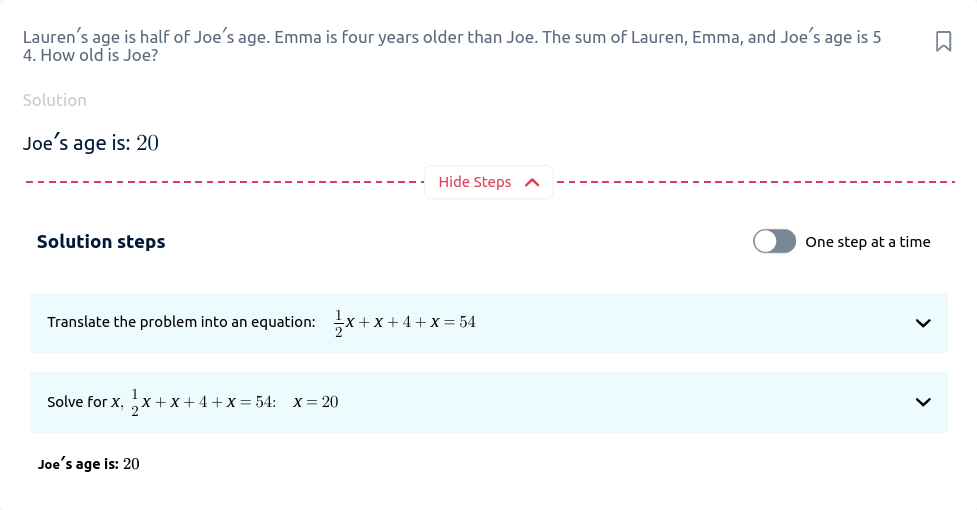 Lauren′s age is half of Joe′s age. Emma is four years older than Joe. The sum of Lauren, Emma, and Joe′s age is 5
4. How old is Joe?
Solution
Joe′s age is: 20
Hide Steps
Solution steps
One step at a time
Translate the problem into an equation: 1/2 x + x + 4 + x = 54
Solve for x, 1/2 x + x + 4 + x = 54: x = 20
Joe′s age is: 20